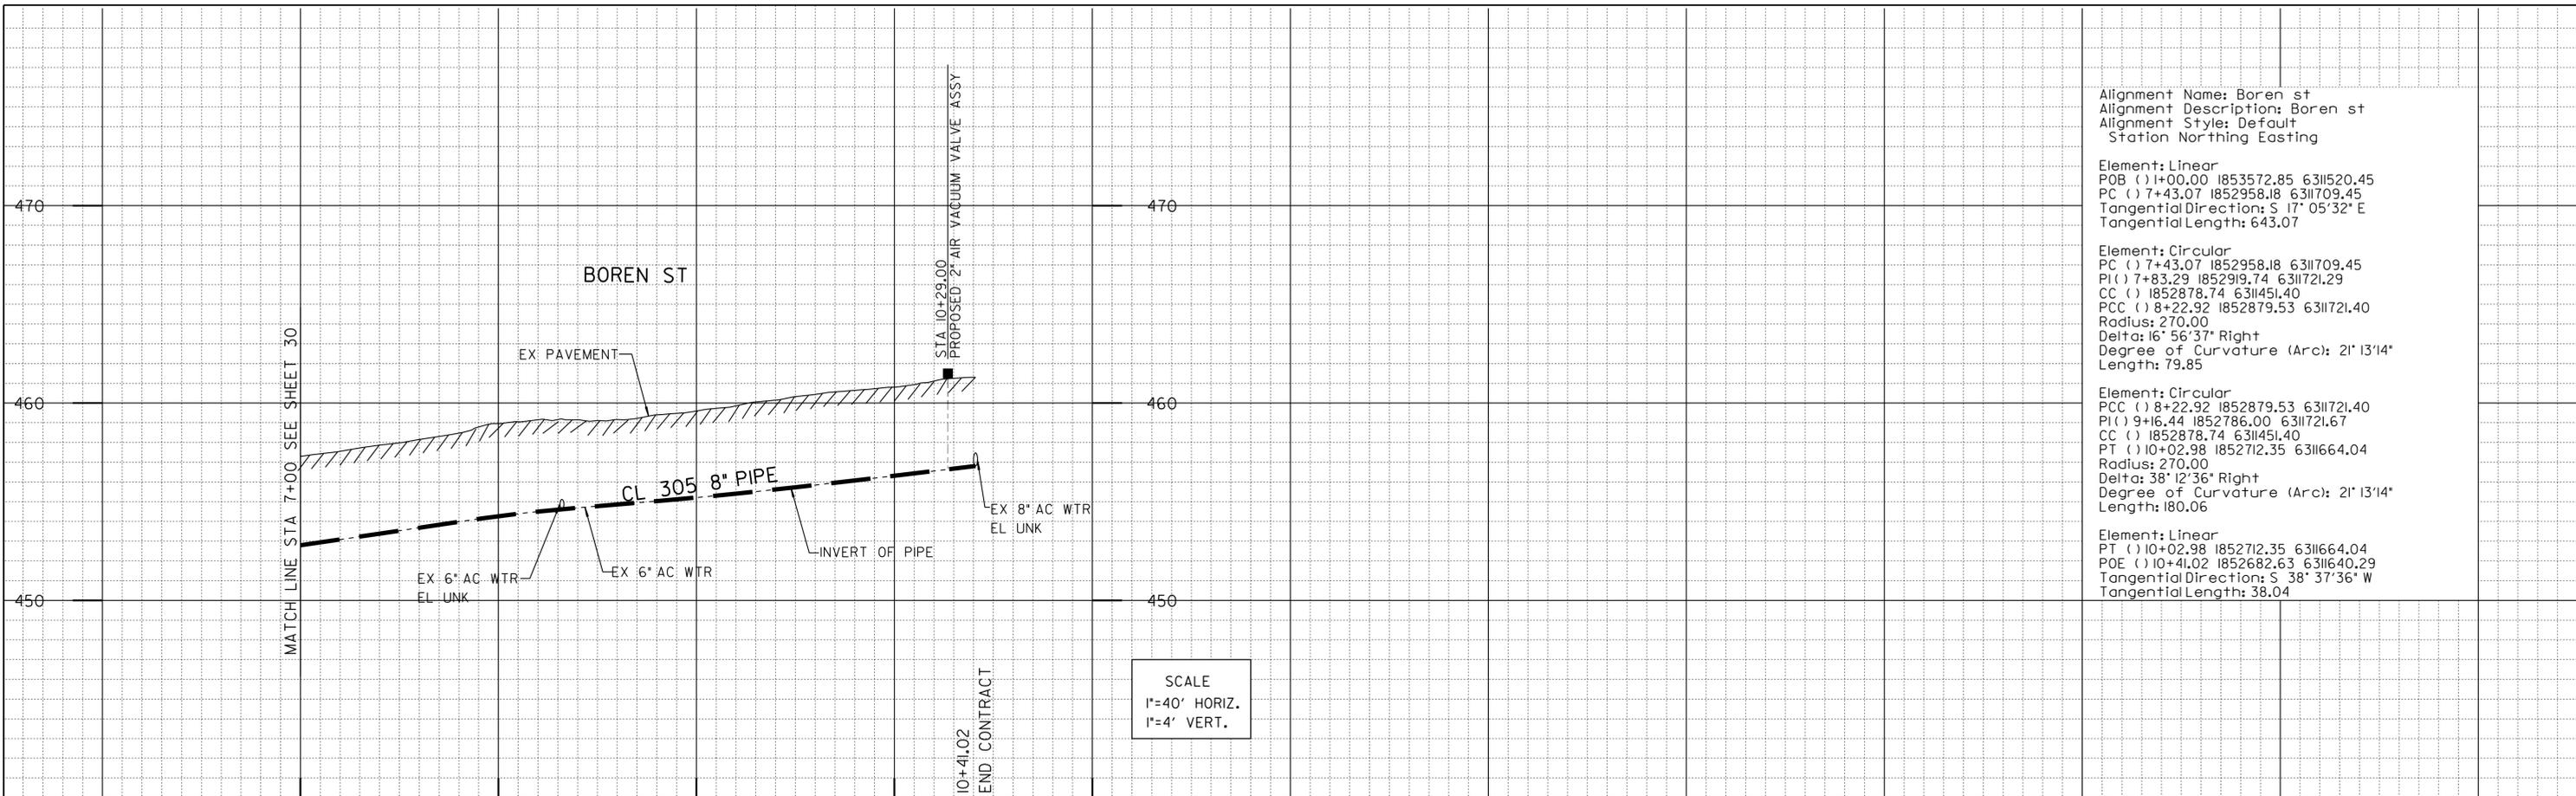 470
460
450
MATCH LINE STA 7+00 SEE SHEET 30
BOREN ST
EX PAVEMENT
CL 305 8" PIPE
EX 6" AC WTR
EL UNK
EX 6" AC WTR
INVERT OF PIPE
STA 10+29.00
PROPOSED 2" AIR VACUUM VALVE ASSY
EX 8" AC WTR
EL UNK
10+41.02
END CONTRACT
470
460
450
SCALE
1"=40' HORIZ.
1"=4' VERT.
Alignment Name: Boren st
Alignment Description: Boren st
Alignment Style: Default
Station Northing Easting
Element: Linear
POB () 1+00.00 1853572.85 6311520.45
PC () 7+43.07 1852958.18 6311709.45
Tangential Direction: S 17° 05'32" E
Tangential Length: 643.07
Element: Circular
PC () 7+43.07 1852958.18 6311709.45
PI () 7+83.29 1852919.74 6311721.29
CC () 1852878.74 6311451.40
PCC () 8+22.92 1852879.53 6311721.40
Radius: 270.00
Delta: 16° 56'37" Right
Degree of Curvature (Arc): 21° 13'14"
Length: 79.85
Element: Circular
PCC () 8+22.92 1852879.53 6311721.40
PI () 9+16.44 1852786.00 6311721.67
CC () 1852878.74 6311451.40
PT () 10+02.98 1852712.35 6311664.04
Radius: 270.00
Delta: 38° 12'36" Right
Degree of Curvature (Arc): 21° 13'14"
Length: 180.06
Element: Linear
PT () 10+02.98 1852712.35 6311664.04
POE () 10+41.02 1852682.63 6311640.29
Tangential Direction: S 38° 37'36" W
Tangential Length: 38.04